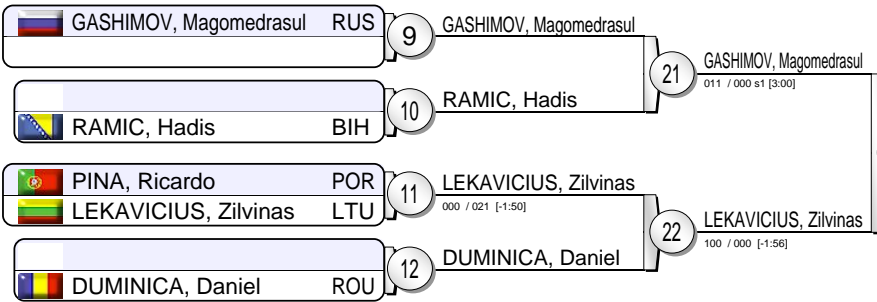 GASHIMOV, Magomedrasul RUS
9
GASHIMOV, Magomedrasul
21
GASHIMOV, Magomedrasul
011 / 000 s1 [3:00]
10
RAMIC, Hadis
RAMIC, Hadis BIH
PINA, Ricardo POR
11
LEKAVICIUS, Zilvinas
LEKAVICIUS, Zilvinas LTU
000 / 021 [-1:50]
22
LEKAVICIUS, Zilvinas
100 / 000 [-1:56]
12
DUMINICA, Daniel
DUMINICA, Daniel ROU